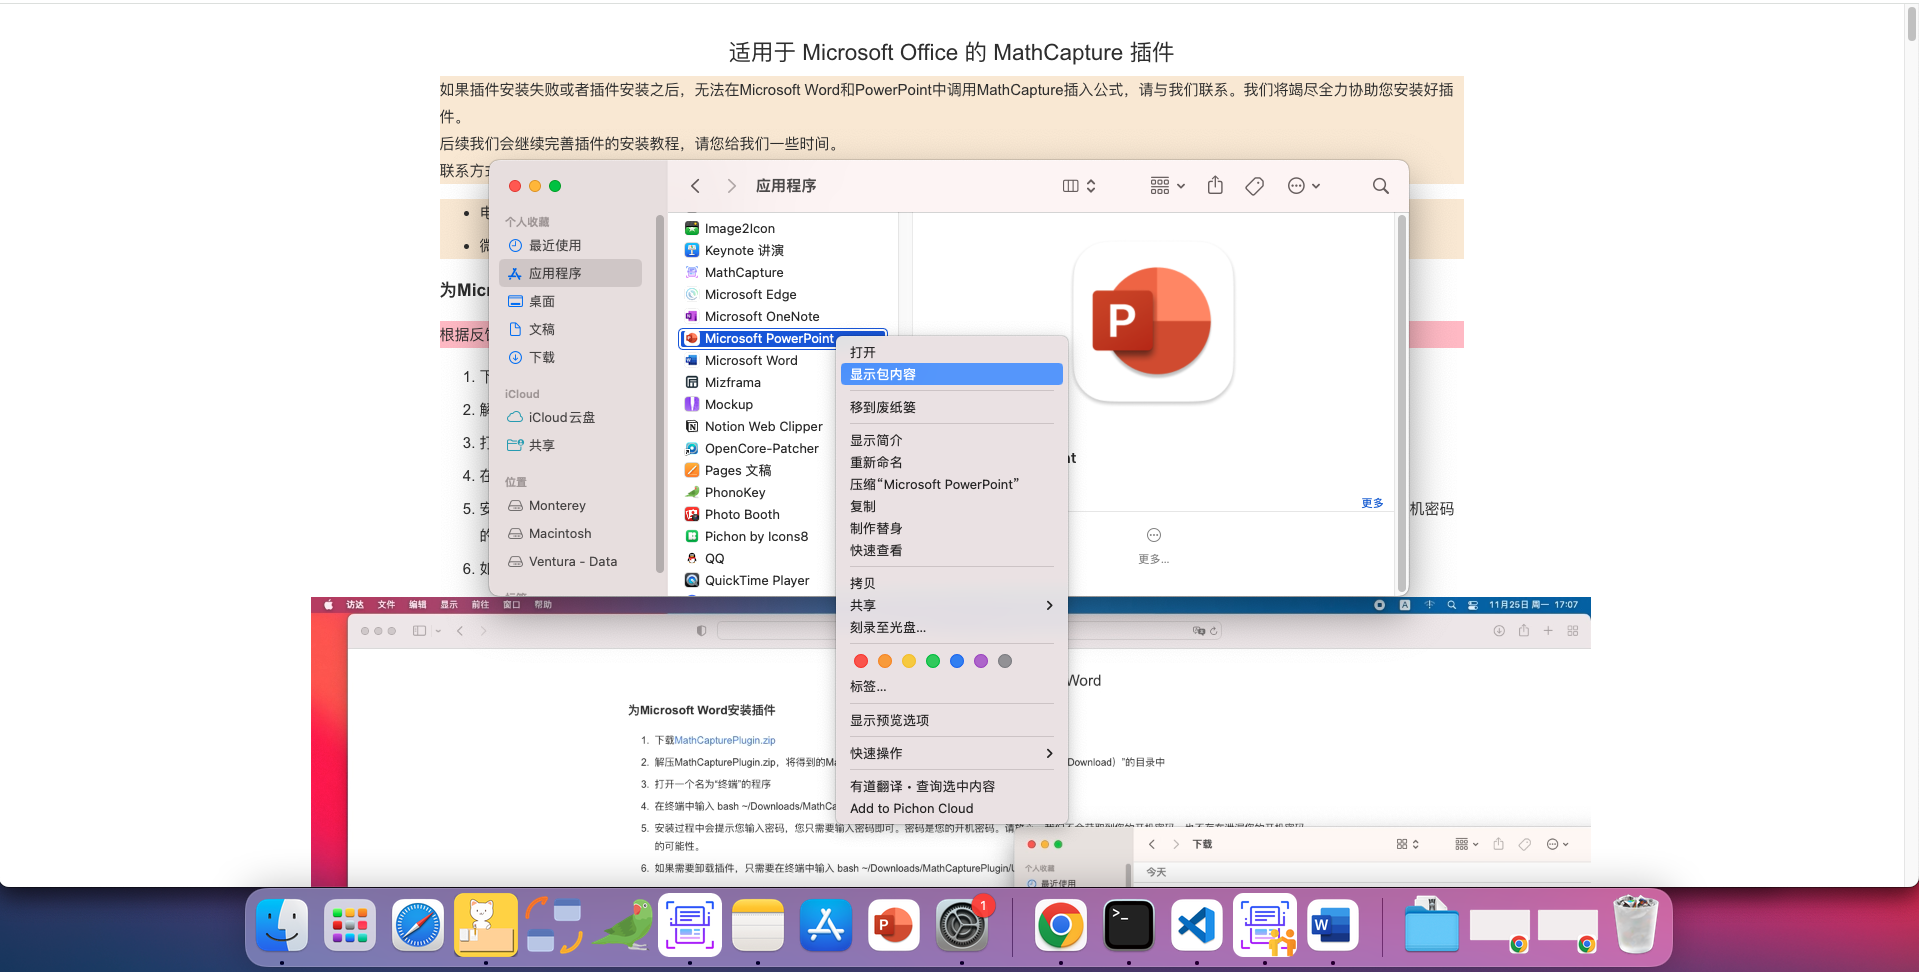 适用于 Microsoft Office 的 MathCapture 插件
如果插件安装失败或者插件安装之后，无法在Microsoft Word和PowerPoint中调用MathCapture插入公式，请与我们联系。我们将竭尽全力协助您安装好插
件。
后续我们会继续完善插件的安装教程，请您给我们一些时间。
联系方式
为Micr
根据反馈
1. 下
2. 解
3. 打
4. 在
5. 安
机密码
的
6. 如
应用程序
个人收藏
最近使用
应用程序
桌面
文稿
下载
iCloud
iCloud云盘
共享
位置
Monterey
Macintosh
Ventura - Data
Image2Icon
Keynote 讲演
MathCapture
Microsoft Edge
Microsoft OneNote
Microsoft PowerPoint
Microsoft Word
Mizframa
Mockup
Notion Web Clipper
OpenCore-Patcher
Pages 文稿
PhonoKey
Photo Booth
Pichon by Icons8
QQ
QuickTime Player
更多
更多...
打开
显示包内容
移到废纸篓
显示简介
重新命名
压缩“Microsoft PowerPoint”
复制
制作替身
快速查看
拷贝
共享
刻录至光盘...
标签...
显示预览选项
快速操作
有道翻译・查询选中内容
Add to Pichon Cloud
访达 文件 编辑 显示 前往 窗口 帮助
11月25日 周一 17:07
Word
为Microsoft Word安装插件
1. 下载MathCapturePlugin.zip
2. 解压MathCapturePlugin.zip，将得到的Ma
Download）”的目录中
3. 打开一个名为“终端”的程序
4. 在终端中输入 bash ~/Downloads/MathCa
5. 安装过程中会提示您输入密码，您只需要输入密码即可。密码是您的开机密码。
的可能性。
6. 如果需要卸载插件，只需要在终端中输入 bash ~/Downloads/MathCapturePlugin/U
下载
个人收藏
最近使用
今天
1